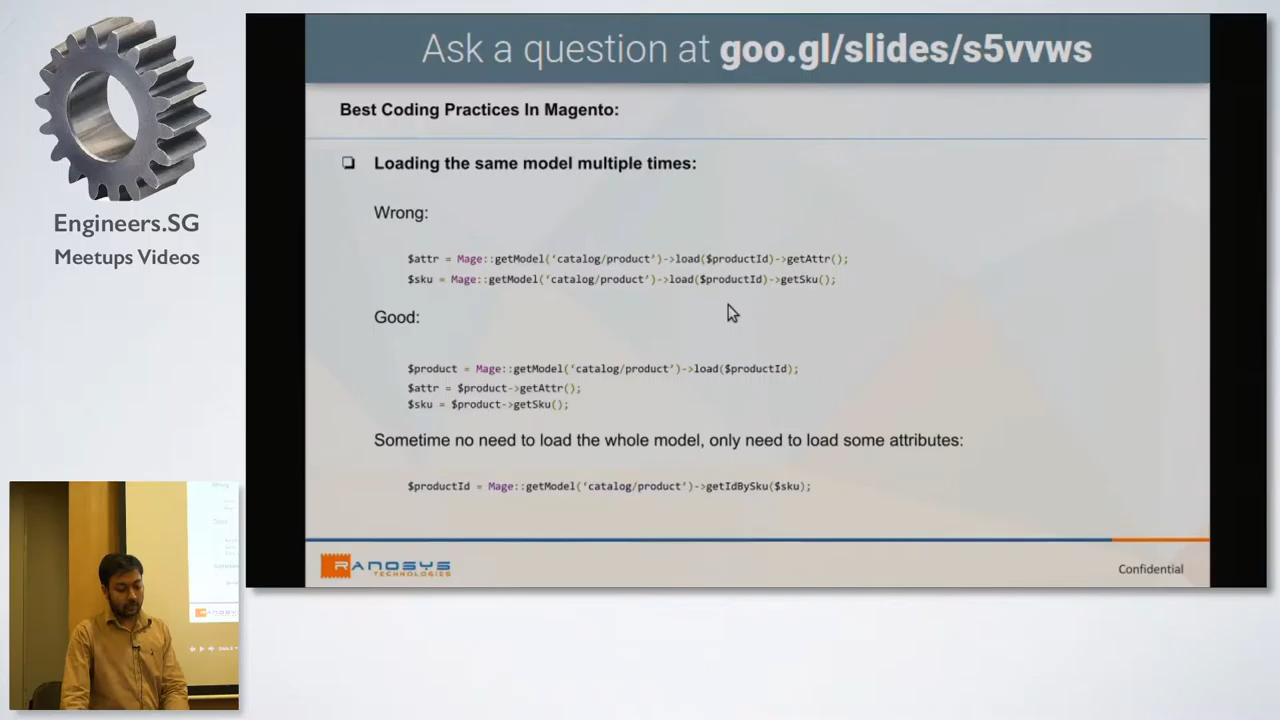 Ask a question at goo.gl/slides/s5vvws
Engineers.SG
Meetups Videos
Best Coding Practices In Magento:
❏ Loading the same model multiple times:
Wrong:
$attr = Mage::getModel(‘catalog/product’)->load($productId)->getAttr();
$sku = Mage::getModel(‘catalog/product’)->load($productId)->getSku();
Good:
$product = Mage::getModel(‘catalog/product’)->load($productId);
$attr = $product->getAttr();
$sku = $product->getSku();
Sometime no need to load the whole model, only need to load some attributes:
$productId = Mage::getModel(‘catalog/product’)->getIdBySku($sku);
RANOSYS
TECHNOLOGIES
Confidential